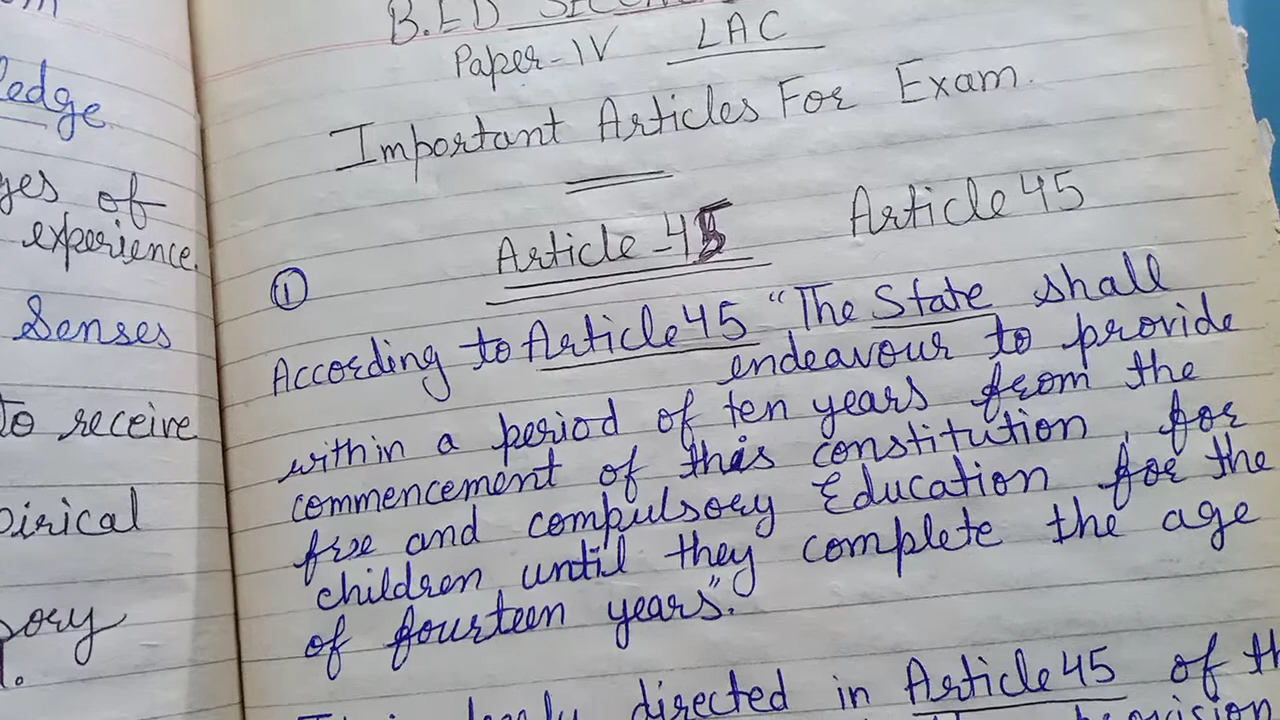 ledge
ges of
experience.
Senses
to receive
pirical
B.ED
Paper-IV LAC
Important Articles For Exam.
Article-45 Article 45
① According to Article 45 "The State shall
endeavour to provide
within a period of ten years from the
commencement of this constitution, for
free and compulsory Education for the
children until they complete the age
of fourteen years".
directed in Article 45 of th